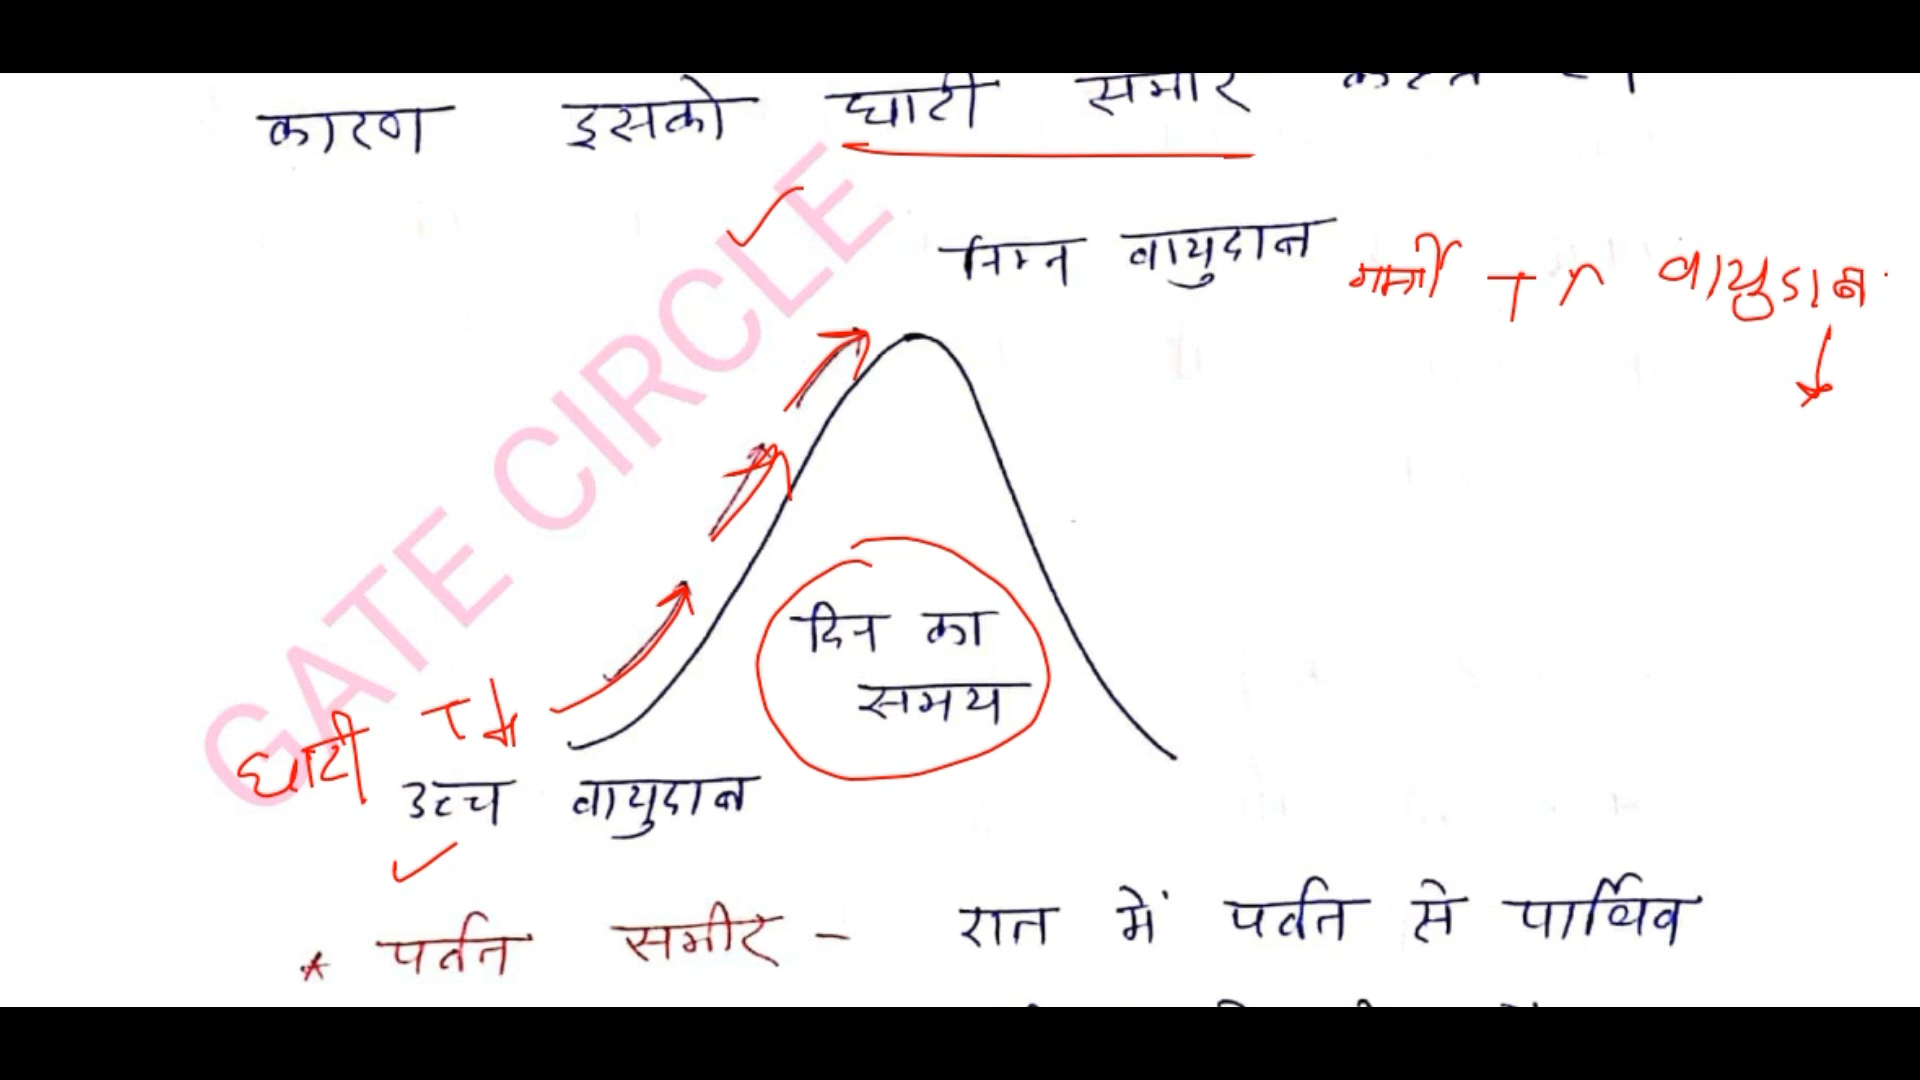 कारण इसको घाटी समीर
निम्न वायुदाब गर्मी T↑ वायुदाब ↓
दिन का
समय
घाटी T↓
उच्च वायुदाब
* पर्वत समीर - रात में पर्वत से पार्थिव
GATE CIRCLE